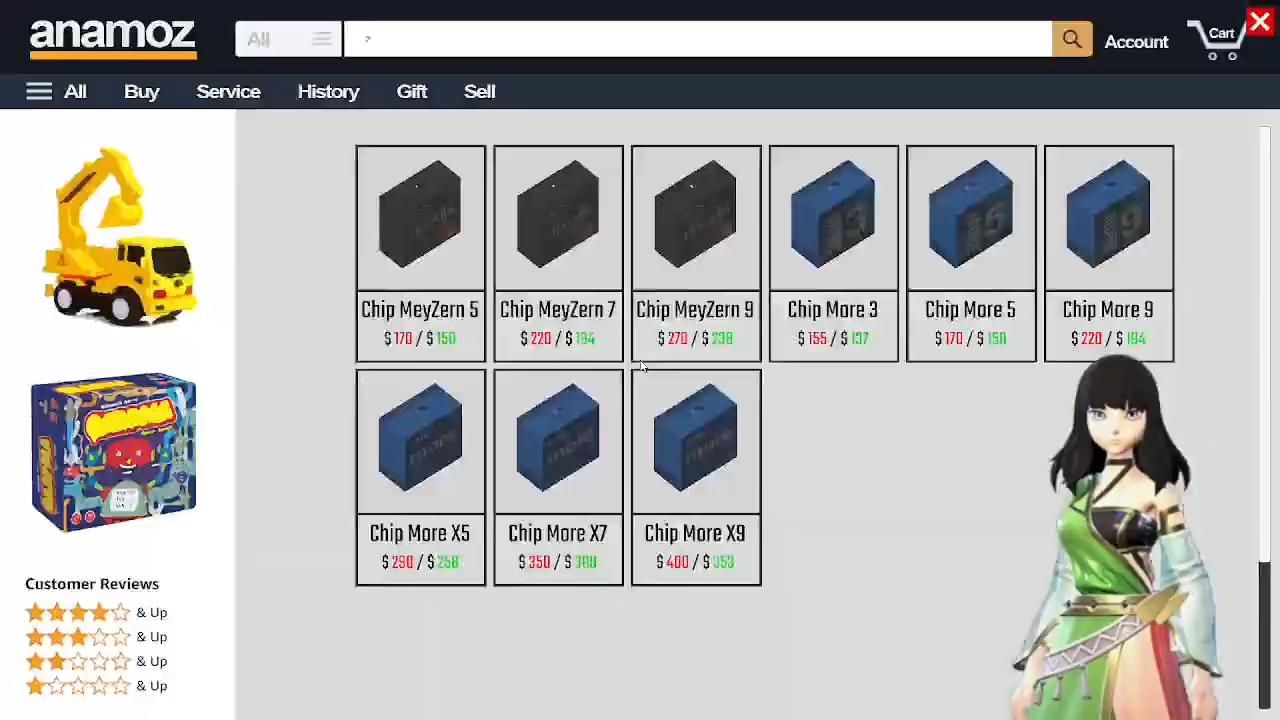 anamoz
All
Account
Cart
All Buy Service History Gift Sell
Chip MeyZern 5
$ 170 / $ 150
Chip MeyZern 7
$ 220 / $ 194
Chip MeyZern 9
$ 270 / $ 238
Chip More 3
$ 155 / $ 137
Chip More 5
$ 170 / $ 150
Chip More 9
$ 220 / $ 194
Chip More X5
$ 290 / $ 258
Chip More X7
$ 350 / $
Chip More X9
$ 400 / $ 353
Customer Reviews
& Up
& Up
& Up
& Up